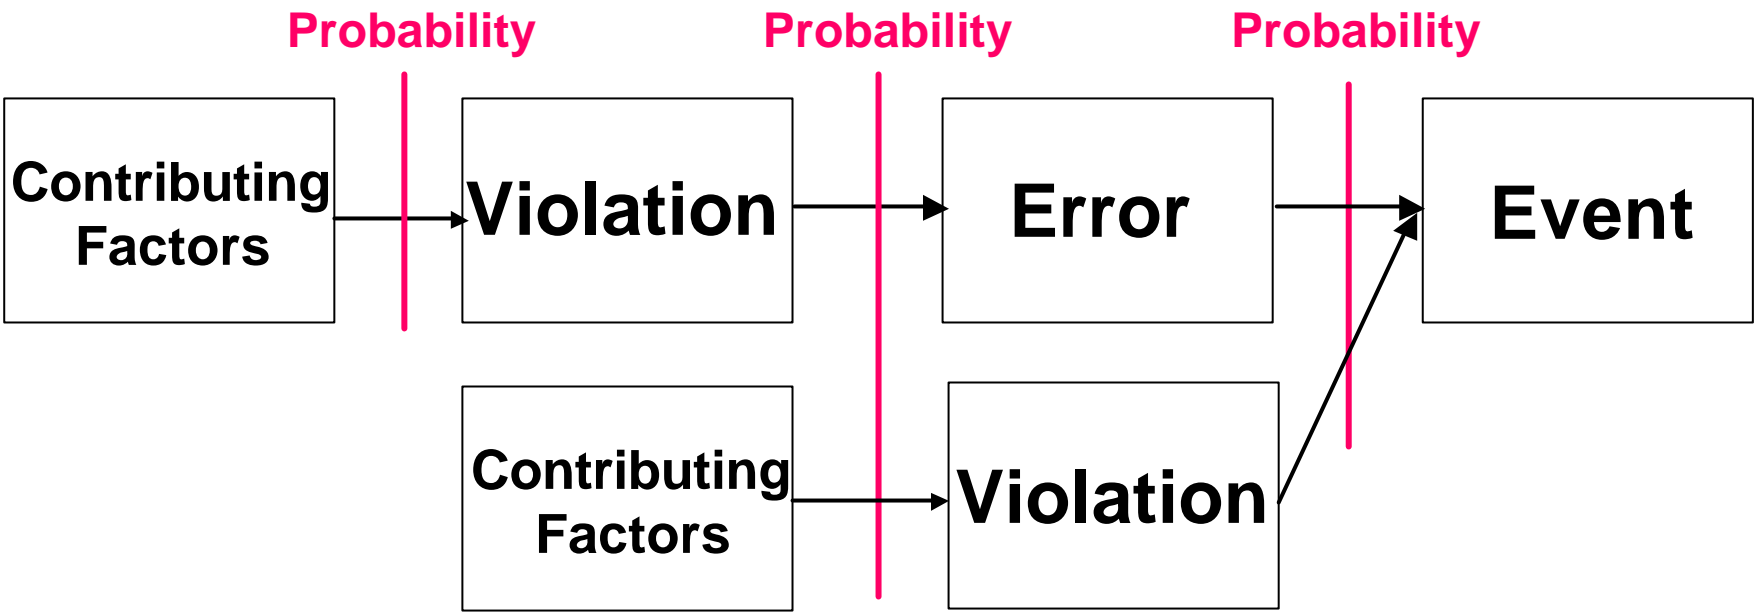 Probability
Probability
Probability
Contributing
Factors
Violation
Error
Event
Contributing
Factors
Violation